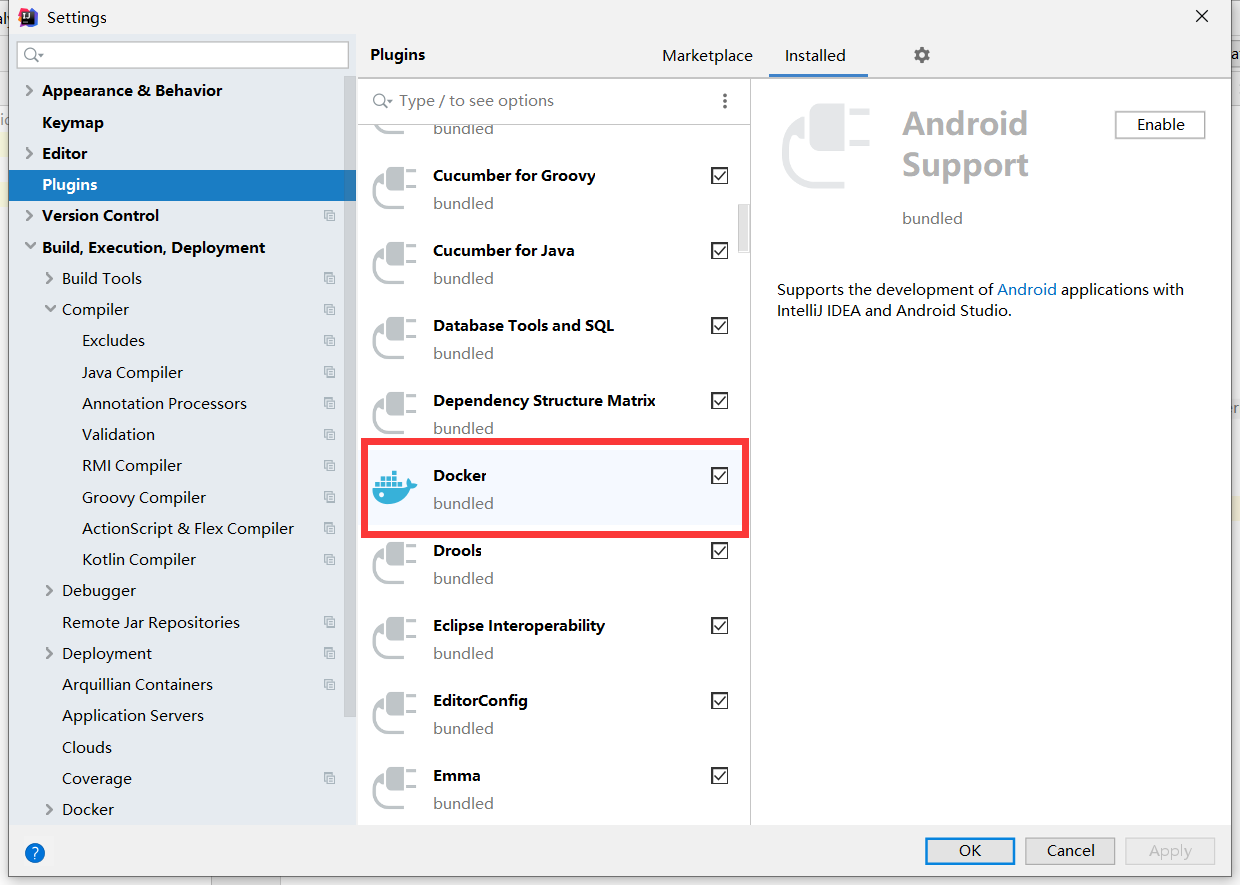 Settings
Appearance & Behavior
Keymap
Editor
Plugins
Version Control
Build, Execution, Deployment
Build Tools
Compiler
Excludes
Java Compiler
Annotation Processors
Validation
RMI Compiler
Groovy Compiler
ActionScript & Flex Compiler
Kotlin Compiler
Debugger
Remote Jar Repositories
Deployment
Arquillian Containers
Application Servers
Clouds
Coverage
Docker
Plugins
Marketplace
Installed
Type / to see options
bundled
Cucumber for Groovy
bundled
Cucumber for Java
bundled
Database Tools and SQL
bundled
Dependency Structure Matrix
bundled
Docker
bundled
Drools
bundled
Eclipse Interoperability
bundled
EditorConfig
bundled
Emma
bundled
Android
Support
Enable
bundled
Supports the development of Android applications with
IntelliJ IDEA and Android Studio.
?
OK
Cancel
Apply